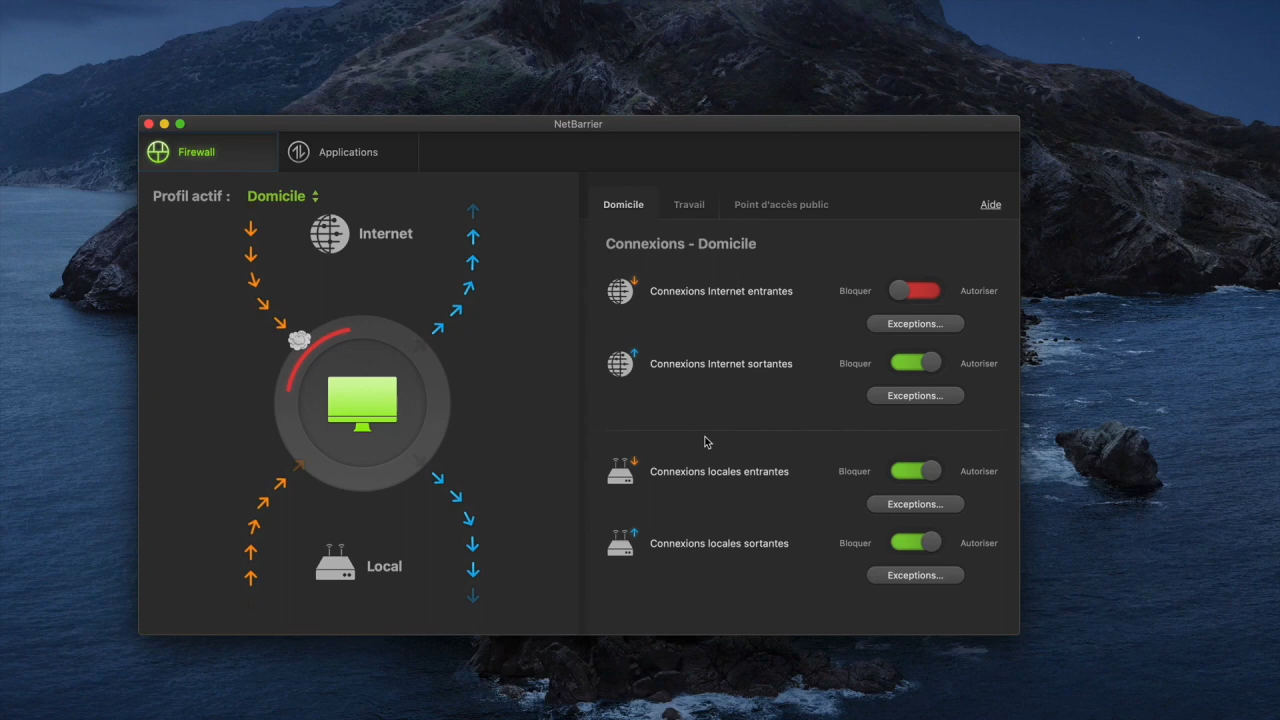 NetBarrier
Firewall
Applications
Profil actif :
Domicile
Internet
Local
Domicile
Travail
Point d'accès public
Aide
Connexions - Domicile
Connexions Internet entrantes
Bloquer
Autoriser
Exceptions...
Connexions Internet sortantes
Bloquer
Autoriser
Exceptions...
Connexions locales entrantes
Bloquer
Autoriser
Exceptions...
Connexions locales sortantes
Bloquer
Autoriser
Exceptions...